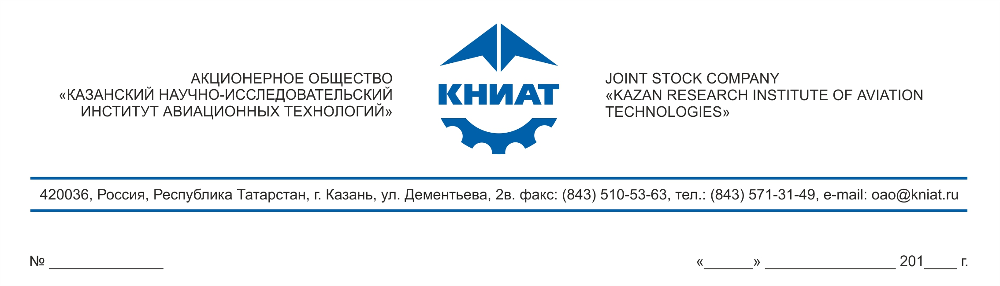 АКЦИОНЕРНОЕ ОБЩЕСТВО
«КАЗАНСКИЙ НАУЧНО-ИССЛЕДОВАТЕЛЬСКИЙ
ИНСТИТУТ АВИАЦИОННЫХ ТЕХНОЛОГИЙ»
КНИАТ
JOINT STOCK COMPANY
«KAZAN RESEARCH INSTITUTE OF AVIATION
TECHNOLOGIES»
420036, Россия, Республика Татарстан, г. Казань, ул. Дементьева, 2в. факс: (843) 510-53-63, тел.: (843) 571-31-49, e-mail: oao@kniat.ru
№ ______________
«______» ________________ 201____ г.